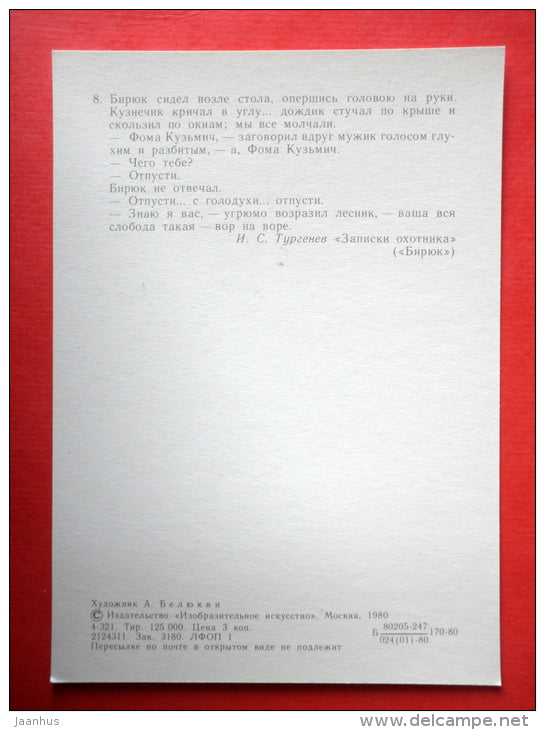 8. Бирюк сидел возле стола, опершись головою на руки.
Кузнечик кричал в углу... дождик стучал по крыше и
скользил по окнам; мы все молчали.
— Фома Кузьмич, — заговорил вдруг мужик голосом глу-
хим и разбитым, — а, Фома Кузьмич.
— Чего тебе?
— Отпусти.
Бирюк не отвечал.
— Отпусти... с голодухи... отпусти.
— Знаю я вас, — угрюмо возразил лесник, — ваша вся
слобода такая — вор на воре.
И. С. Тургенев «Записки охотника»
(«Бирюк»)
Художник А. Белюкин
© Издательство «Изобразительное искусство». Москва, 1980
4-321. Тир. 125 000. Цена 3 коп.
2124311. Зак. 3180. ЛФОП 1
Пересылке по почте в открытом виде не подлежит
Б 80205-247 170-80
024(01)-80
jaanhus
www.delcampe.net